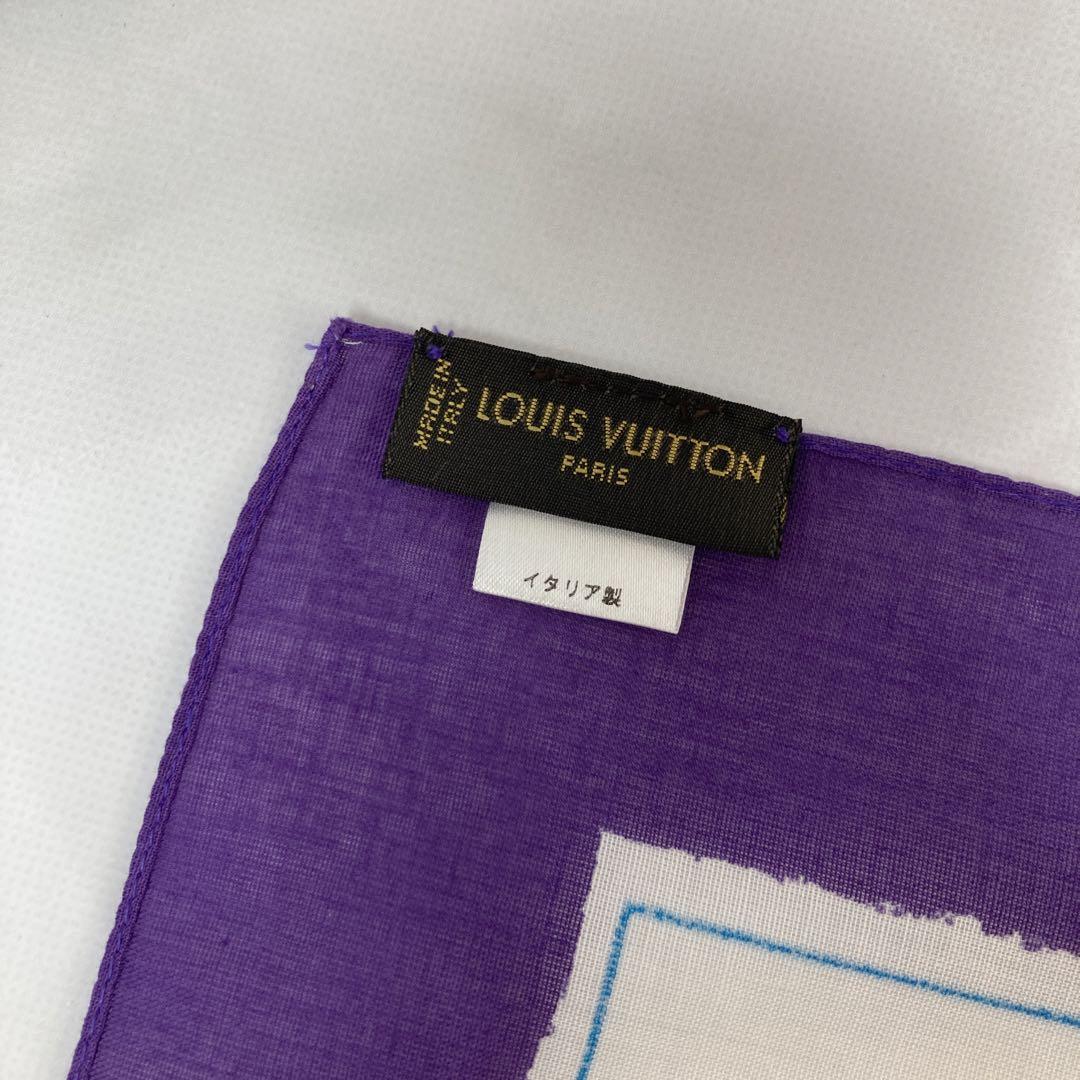 MADE IN
ITALY
LOUIS VUITTON
PARIS
イタリア製